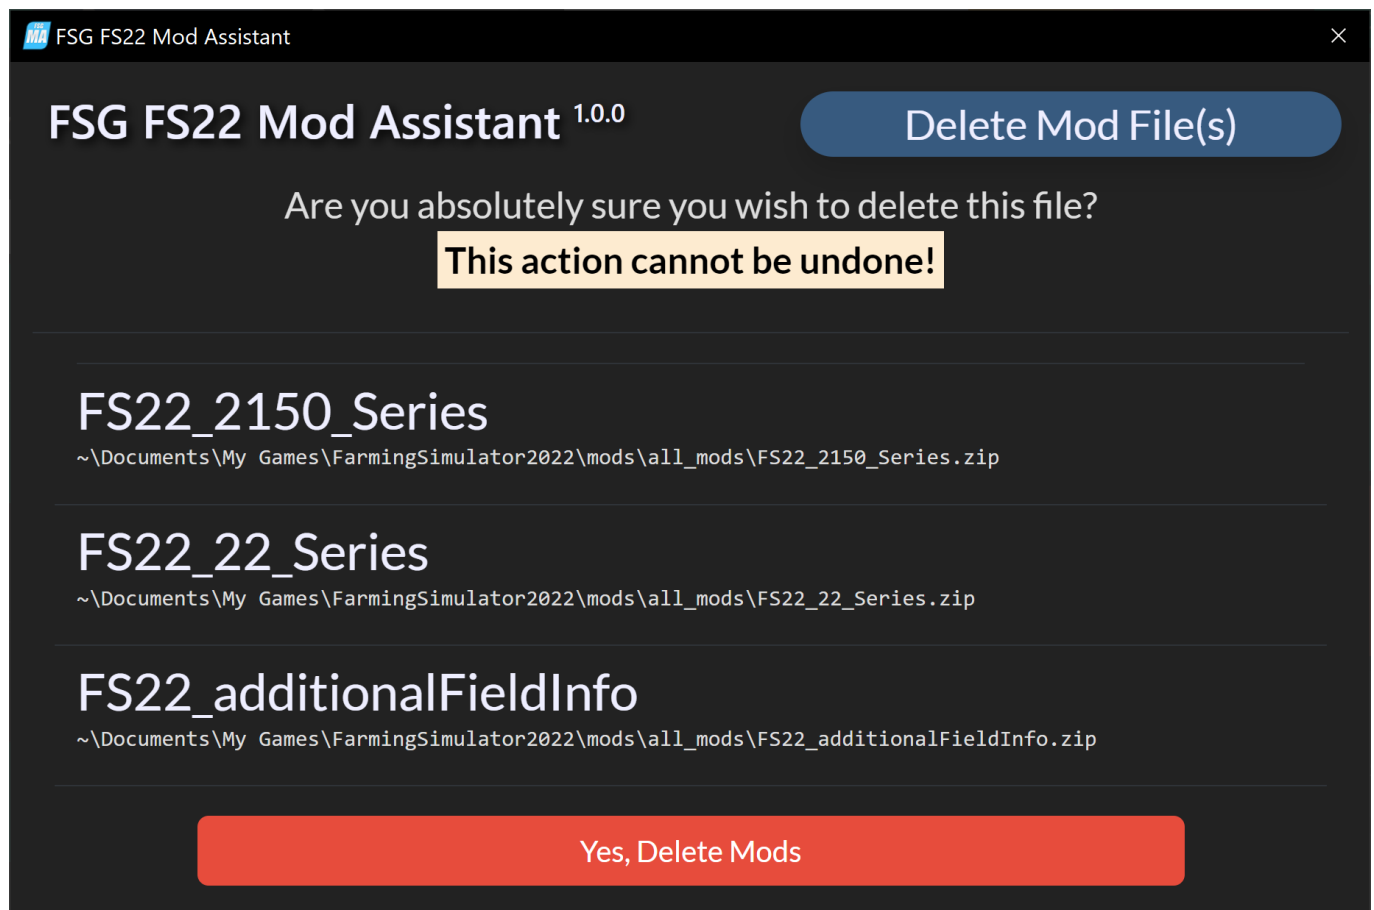 FSG FS22 Mod Assistant
FSG FS22 Mod Assistant 1.0.0
Delete Mod File(s)
Are you absolutely sure you wish to delete this file?
This action cannot be undone!
FS22_2150_Series
~\Documents\My Games\FarmingSimulator2022\mods\all_mods\FS22_2150_Series.zip
FS22_22_Series
~\Documents\My Games\FarmingSimulator2022\mods\all_mods\FS22_22_Series.zip
FS22_additionalFieldInfo
~\Documents\My Games\FarmingSimulator2022\mods\all_mods\FS22_additionalFieldInfo.zip
Yes, Delete Mods